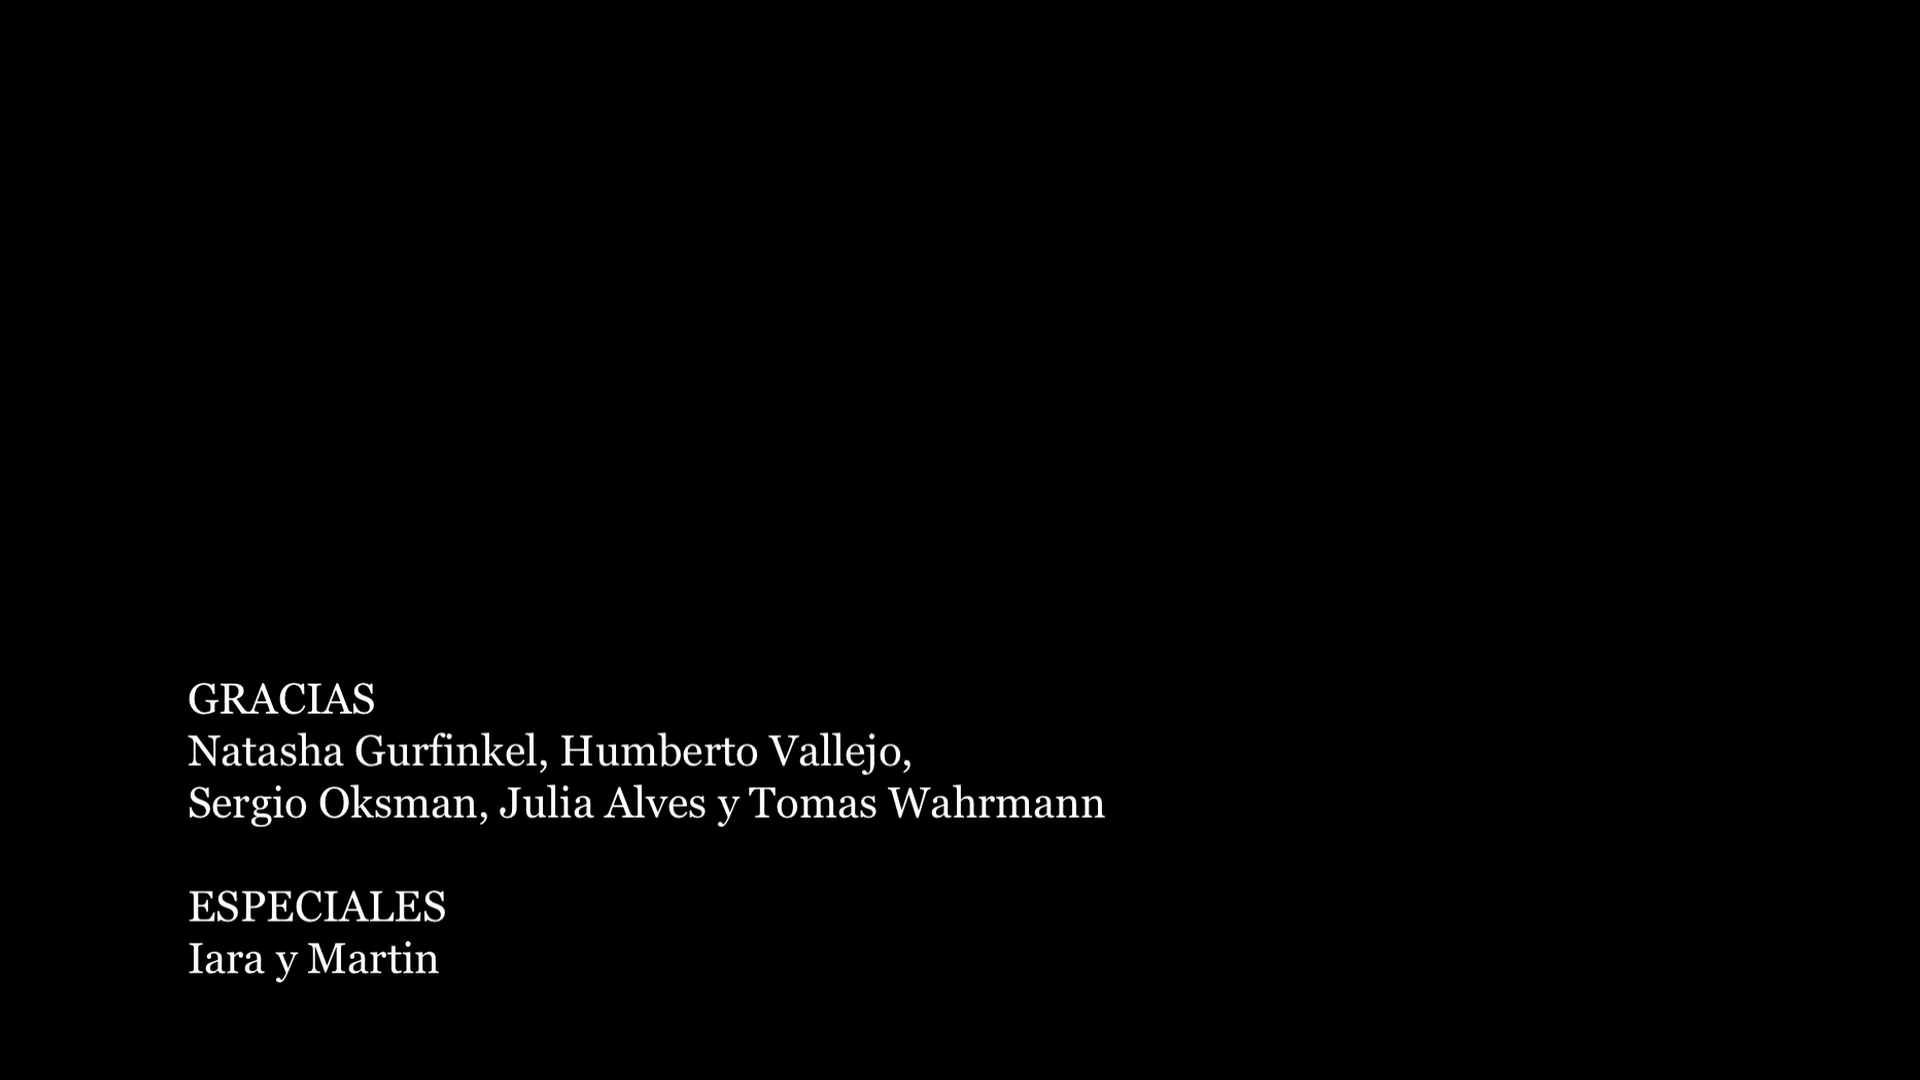 GRACIAS
Natasha Gurfinkel, Humberto Vallejo,
Sergio Oksman, Julia Alves y Tomas Wahrmann
ESPECIALES
Iara y Martin